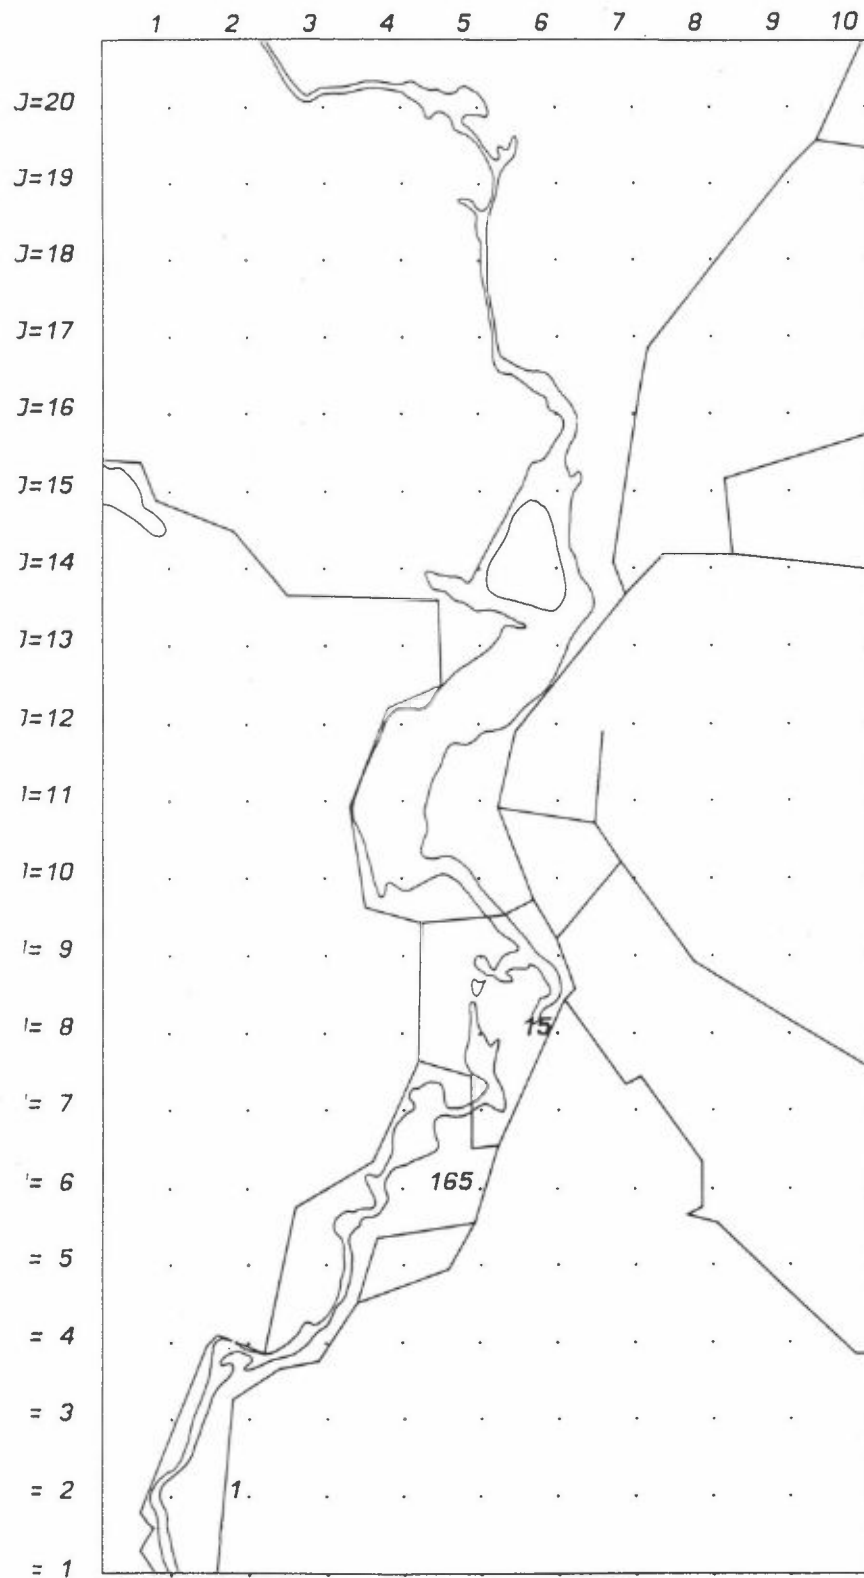 1 2 3 4 5 6 7 8 9 10
J=20
J=19
J=18
J=17
J=16
J=15
J=14
J=13
J=12
J=11
J=10
= 9
= 8
15
= 7
= 6
165
= 5
= 4
= 3
= 2
1
= 1